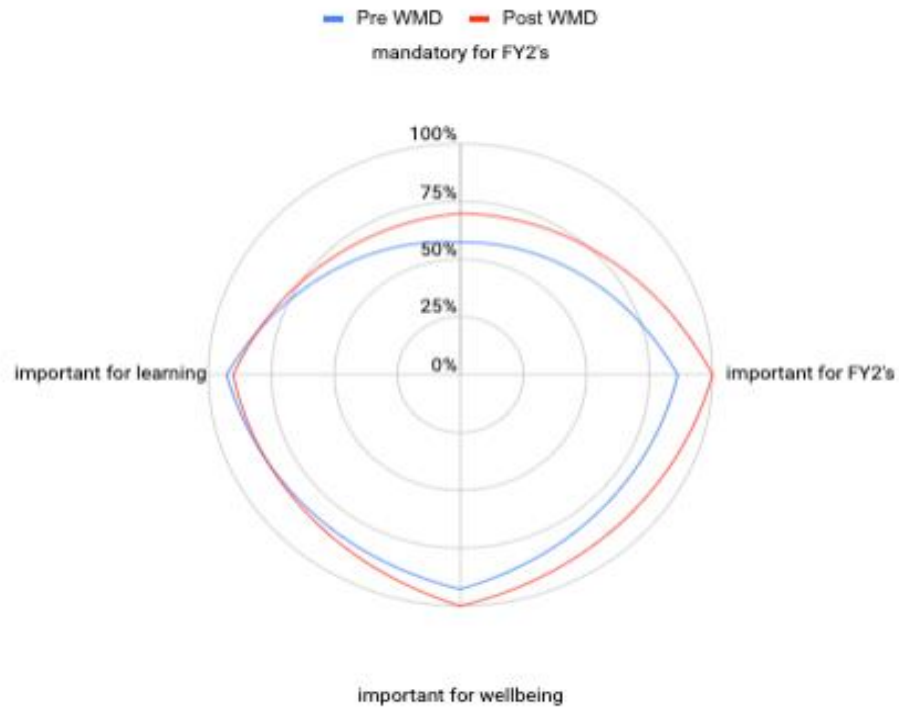 Pre WMD Post WMD
mandatory for FY2's
100%
75%
50%
25%
0%
important for learning
important for FY2's
important for wellbeing